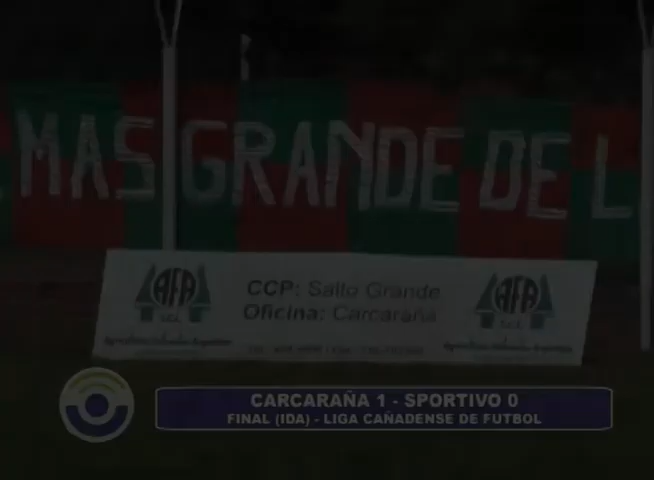 MAS GRANDE DE L
AFA
S.C.L.
CCP: Salto Grande
Oficina: Carcarañá
AFA
S.C.L.
CARCARAÑA 1 - SPORTIVO 0
FINAL (IDA) - LIGA CAÑADENSE DE FUTBOL